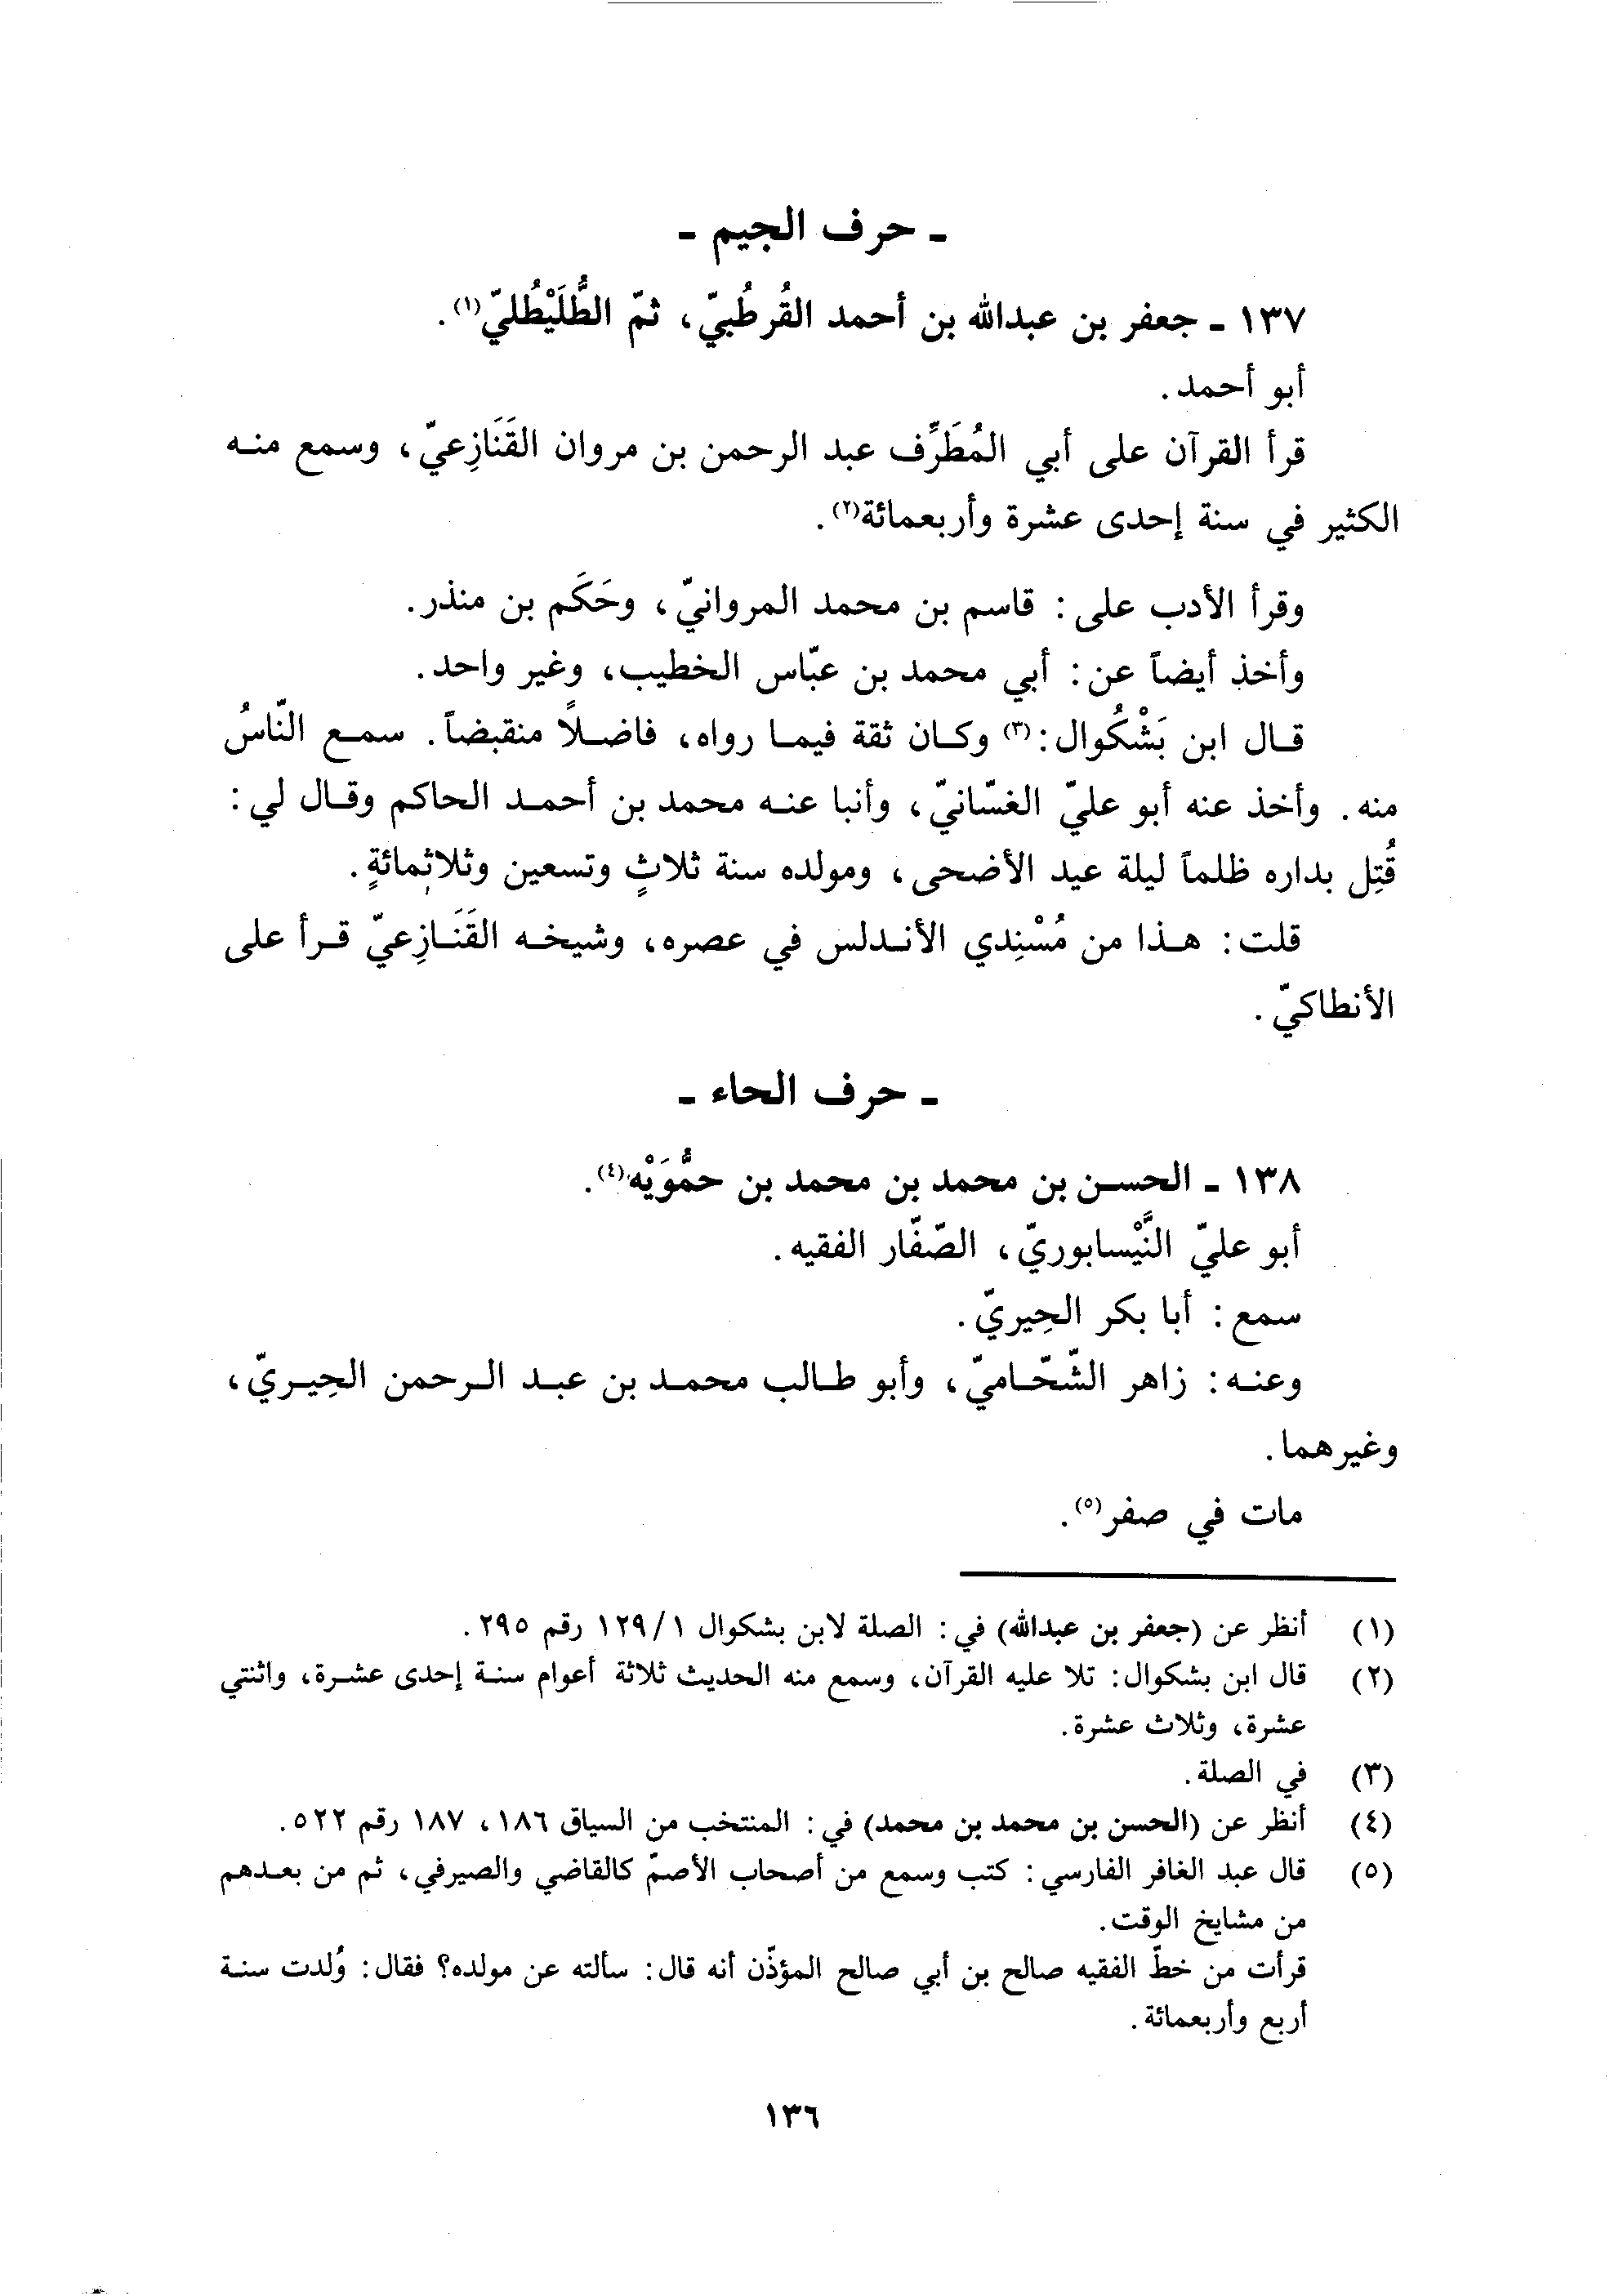 ـ حرف الجيم ـ
١٣٧ ـ جعفر بن عبدالله بن أحمد القُرطُبيّ، ثمّ الطُّلَيْطُليّ(١).
أبو أحمد.
قرأ القرآن على أبي المُطَرِّف عبد الرحمن بن مروان القَنَازِعيّ، وسمع منه
الكثير في سنة إحدى عشرة وأربعمائة(٢).
وقرأ الأدب على: قاسم بن محمد المروانيّ، وحَكَم بن منذر.
وأخذ أيضاً عن: أبي محمد بن عبّاس الخطيب، وغير واحد.
قال ابن بَشْكُوال:(٣) وكان ثقة فيما رواه، فاضلًا منقبضاً. سمع النّاسُ
منه. وأخذ عنه أبو عليّ الغسّانيّ، وأنبا عنه محمد بن أحمد الحاكم وقال لي:
قُتِل بداره ظلماً ليلة عيد الأضحى، ومولده سنة ثلاثٍ وتسعين وثلاثمائةٍ.
قلت: هذا من مُسْنِدي الأندلس في عصره، وشيخه القَنَازِعيّ قرأ على
الأنطاكيّ.
ـ حرف الحاء ـ
١٣٨ ـ الحسن بن محمد بن محمد بن حمُّوَيْه(٤).
أبو عليّ النَّيْسابوريّ، الصّفّار الفقيه.
سمع: أبا بكر الحِيريّ.
وعنه: زاهر الشّحّاميّ، وأبو طالب محمد بن عبد الرحمن الحِيريّ،
وغيرهما.
مات في صفر(٥).
(١) أنظر عن (جعفر بن عبدالله) في: الصلة لابن بشكوال ١/ ١٢٩ رقم ٢٩٥.
(٢) قال ابن بشكوال: تلا عليه القرآن، وسمع منه الحديث ثلاثة أعوام سنة إحدى عشرة، واثنتي
عشرة، وثلاث عشرة.
(٣) في الصلة.
(٤) أنظر عن (الحسن بن محمد بن محمد) في: المنتخب من السياق ١٨٦، ١٨٧ رقم ٥٢٢.
(٥) قال عبد الغافر الفارسي: كتب وسمع من أصحاب الأصمّ كالقاضي والصيرفي، ثم من بعدهم
من مشايخ الوقت.
قرأت من خطّ الفقيه صالح بن أبي صالح المؤذّن أنه قال: سألته عن مولده؟ فقال: وُلدت سنة
أربع وأربعمائة.
١٣٦